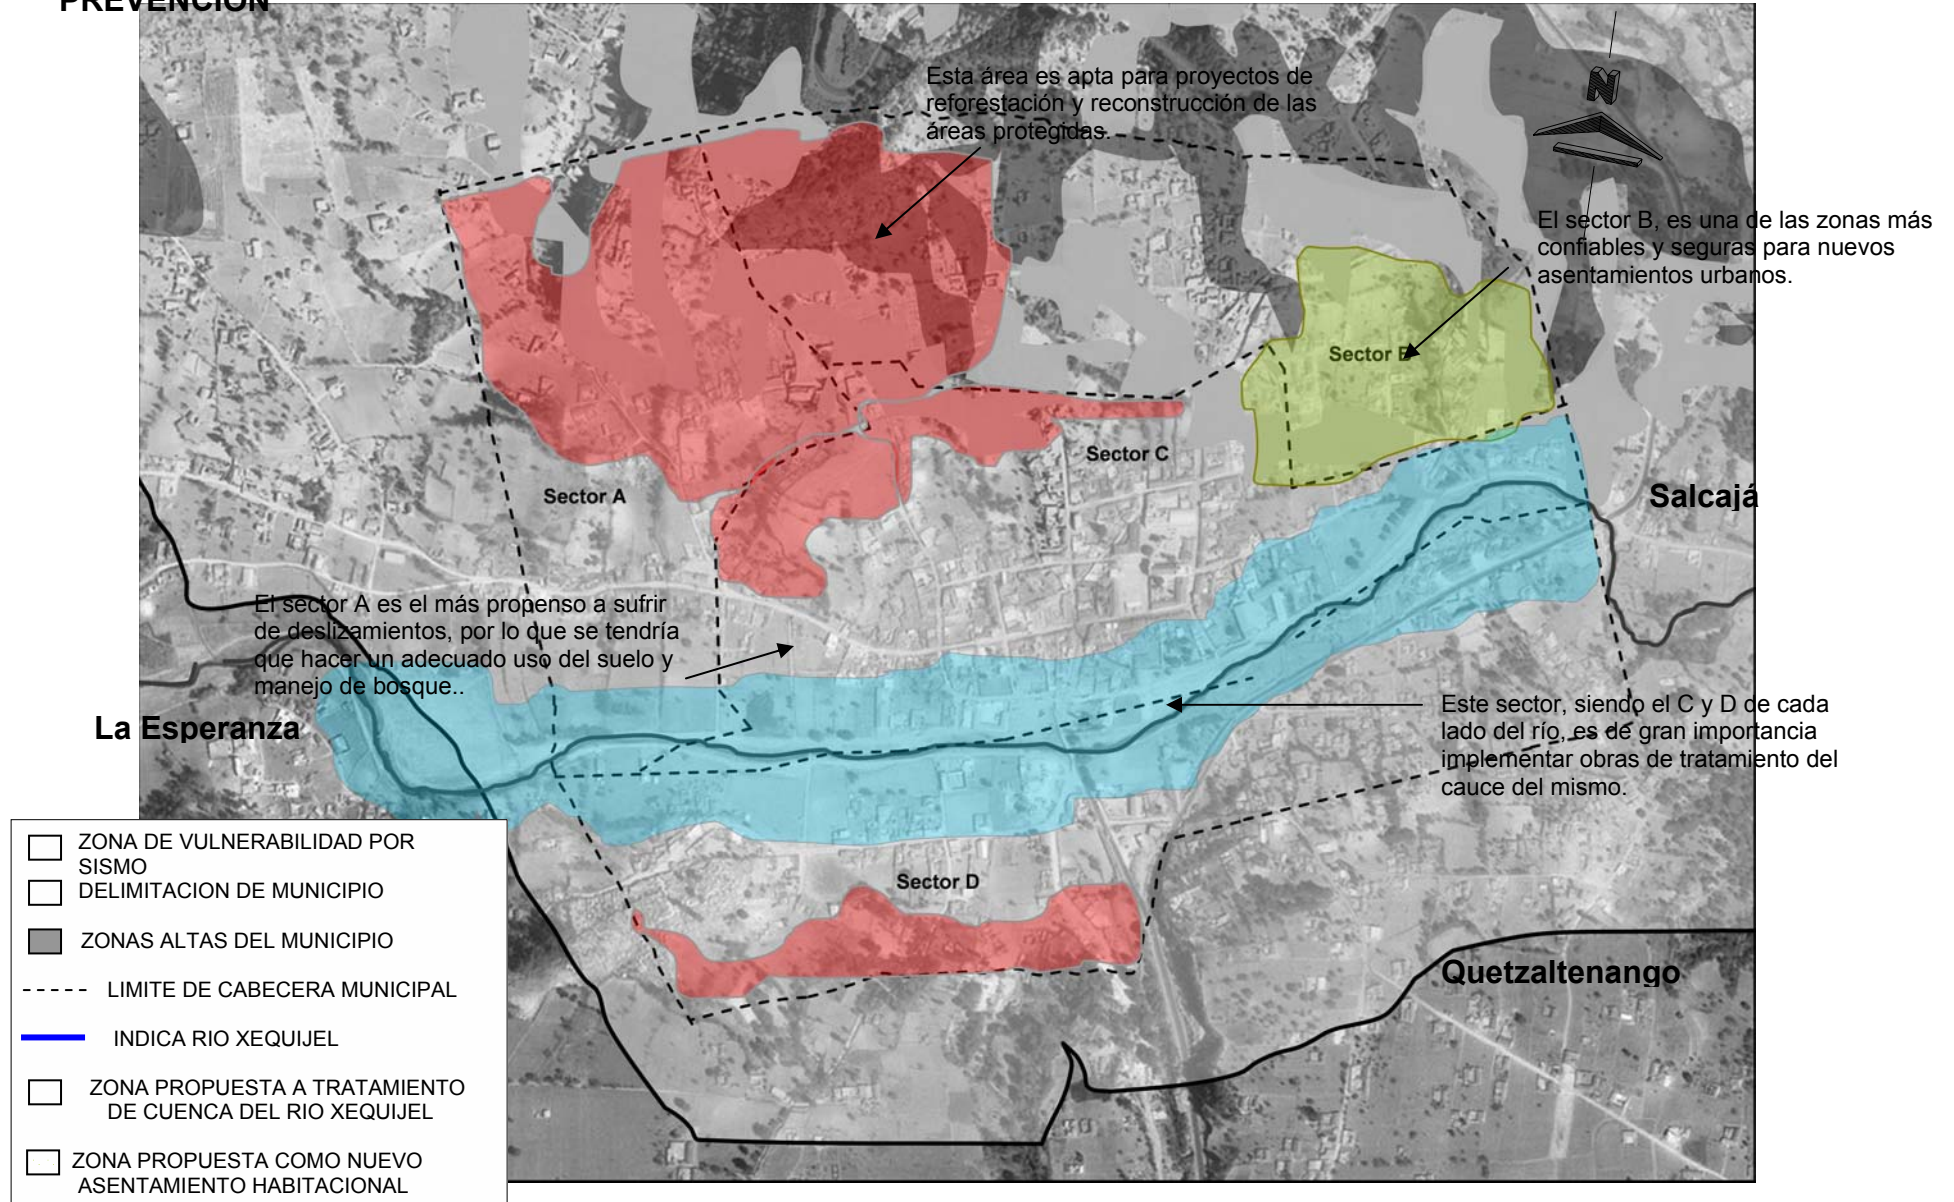 PREVENCION
N
Esta área es apta para proyectos de
reforestación y reconstrucción de las
áreas protegidas.
El sector B, es una de las zonas más
confiables y seguras para nuevos
asentamientos urbanos.
Sector B
Sector C
Sector A
Salcajá
El sector A es el más propenso a sufrir
de deslizamientos, por lo que se tendría
que hacer un adecuado uso del suelo y
manejo de bosque..
La Esperanza
Este sector, siendo el C y D de cada
lado del río, es de gran importancia
implementar obras de tratamiento del
cauce del mismo.
Sector D
Quetzaltenango
ZONA DE VULNERABILIDAD POR
SISMO
DELIMITACION DE MUNICIPIO
ZONAS ALTAS DEL MUNICIPIO
LIMITE DE CABECERA MUNICIPAL
INDICA RIO XEQUIJEL
ZONA PROPUESTA A TRATAMIENTO
DE CUENCA DEL RIO XEQUIJEL
ZONA PROPUESTA COMO NUEVO
ASENTAMIENTO HABITACIONAL